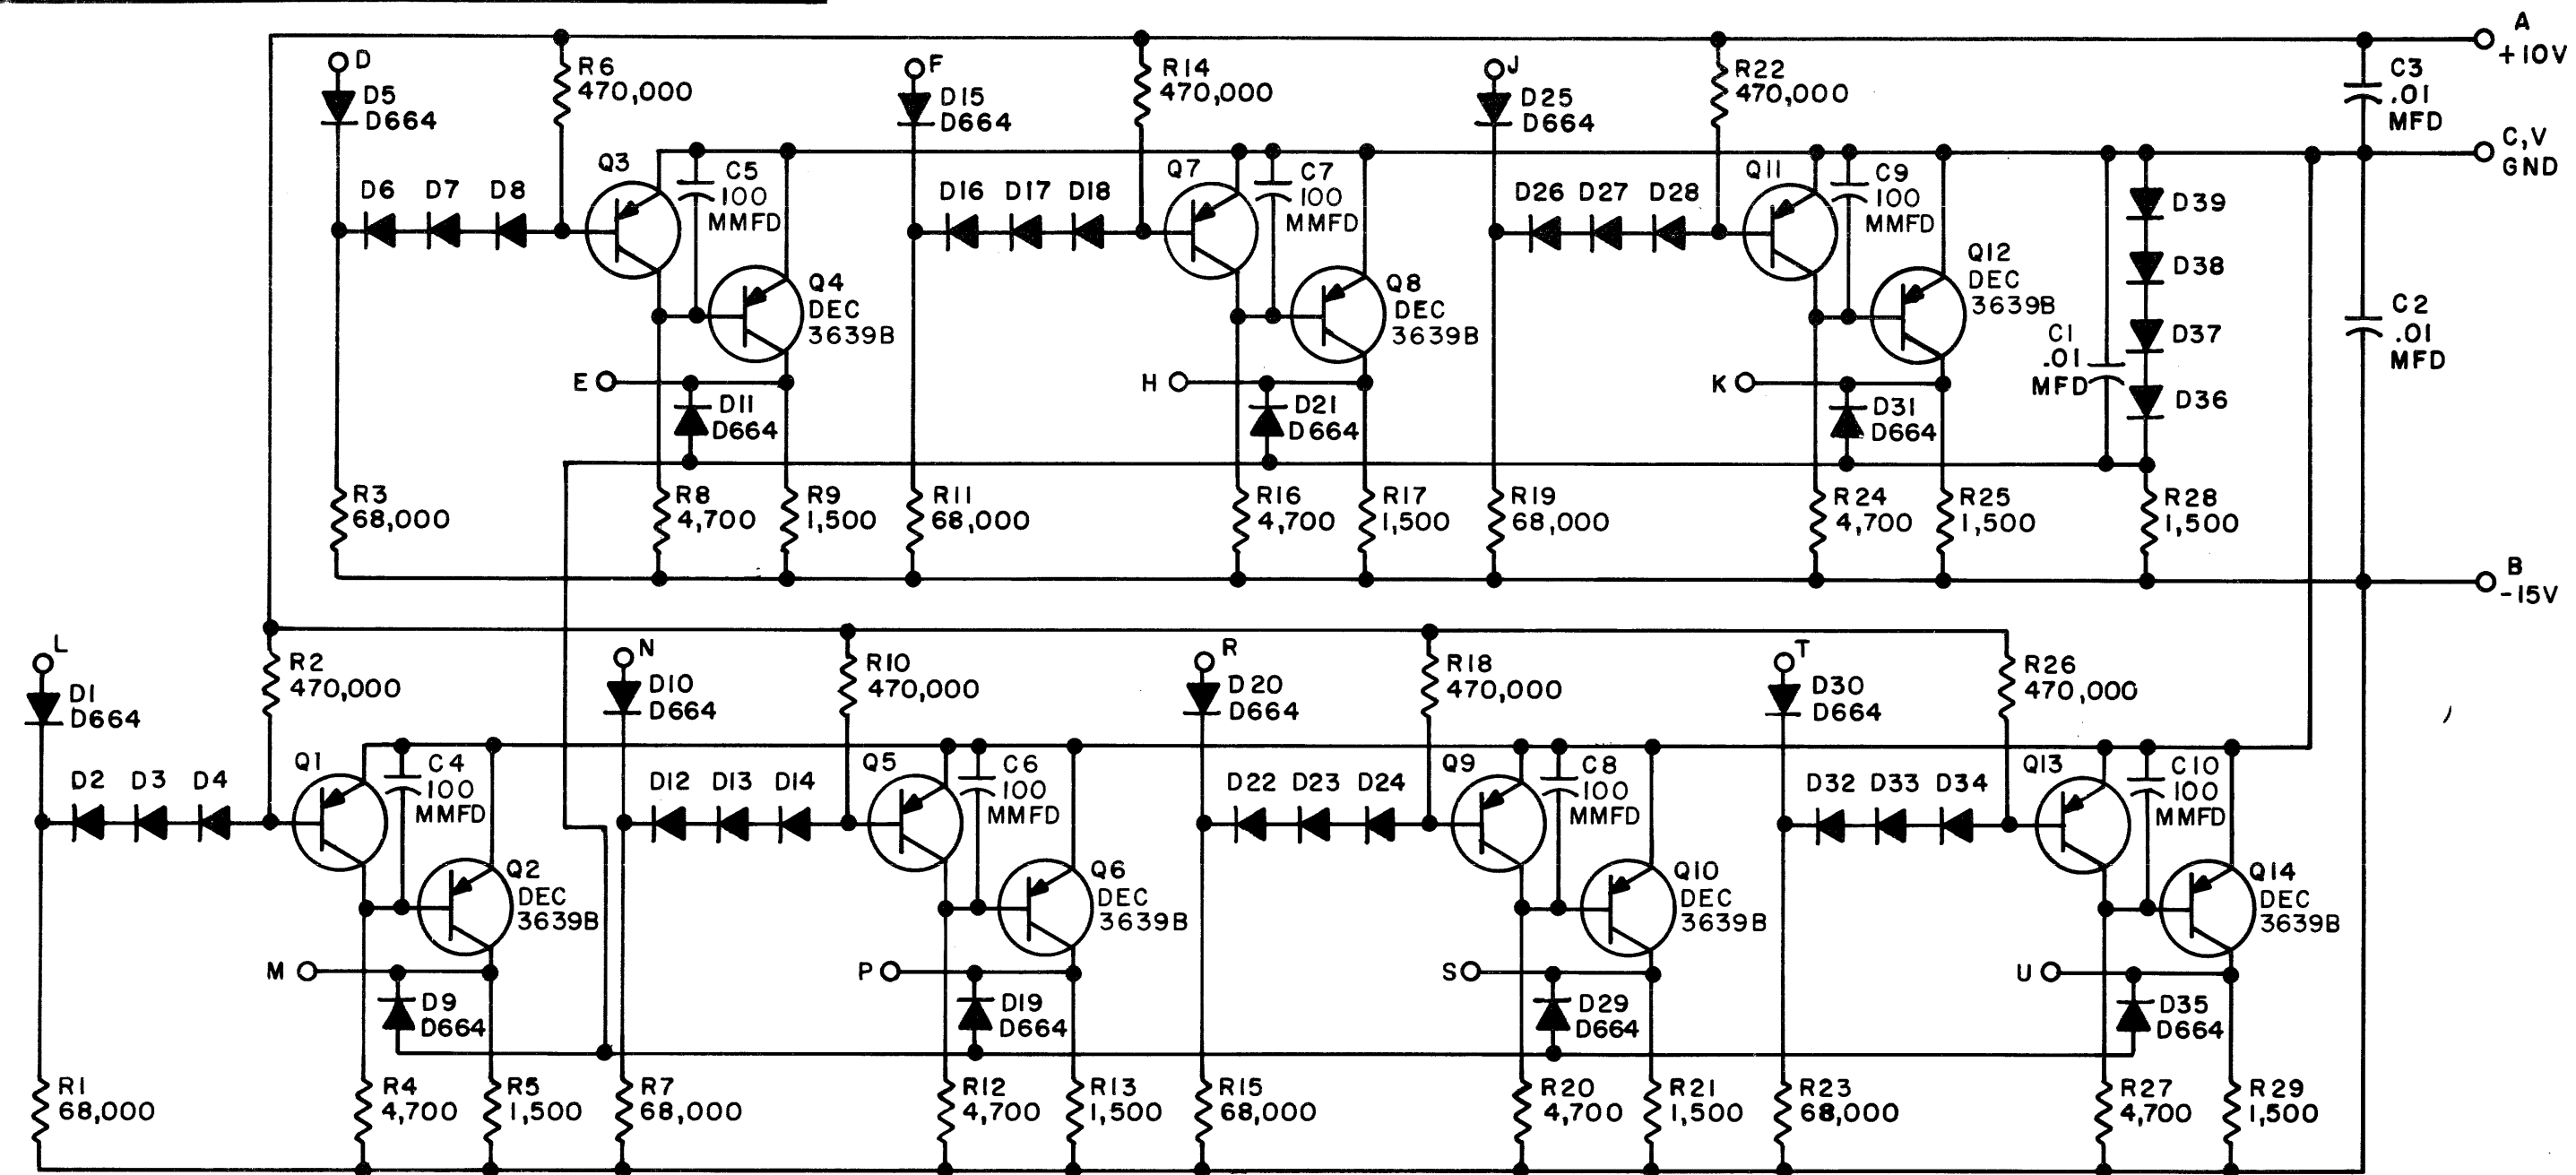 A
+10V
D
R6
470,000
F
R14
470,000
J
R22
470,000
C3
.01
MFD
D5
D664
D15
D664
D25
D664
C,V
GND
Q3
C5
100
MMFD
Q7
C7
100
MMFD
Q11
C9
100
MMFD
D6 D7 D8
D16 D17 D18
D26 D27 D28
D39
D38
D37
D36
Q4
DEC
3639B
Q8
DEC
3639B
Q12
DEC
3639B
C1
.01
MFD
C2
.01
MFD
E
D11
D664
H
D21
D664
K
D31
D664
R3
68,000
R8
4,700
R9
1,500
R11
68,000
R16
4,700
R17
1,500
R19
68,000
R24
4,700
R25
1,500
R28
1,500
B
-15V
L
R2
470,000
N
R10
470,000
R
R18
470,000
T
R26
470,000
D1
D664
D10
D664
D20
D664
D30
D664
Q1
C4
100
MMFD
Q5
C6
100
MMFD
Q9
C8
100
MMFD
Q13
C10
100
MMFD
D2 D3 D4
D12 D13 D14
D22 D23 D24
D32 D33 D34
Q2
DEC
3639B
Q6
DEC
3639B
Q10
DEC
3639B
Q14
DEC
3639B
M
D9
D664
P
D19
D664
S
D29
D664
U
D35
D664
R1
68,000
R4
4,700
R5
1,500
R7
68,000
R12
4,700
R13
1,500
R15
68,000
R20
4,700
R21
1,500
R23
68,000
R27
4,700
R29
1,500